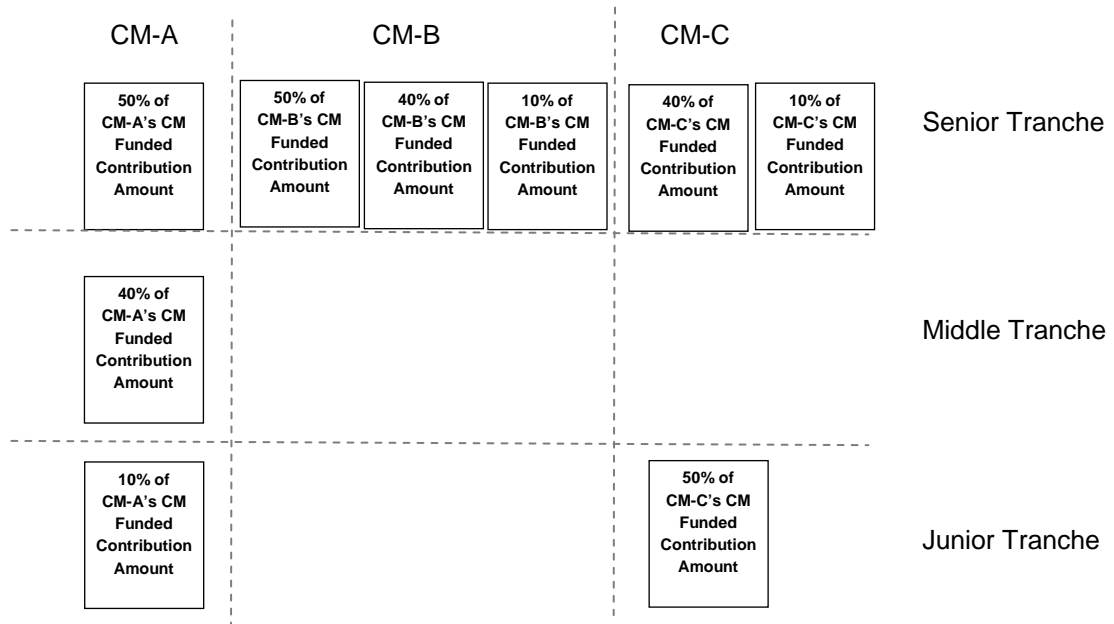 CM-A
CM-B
CM-C
50% of
CM-A's CM
Funded
Contribution
Amount
50% of
CM-B's CM
Funded
Contribution
Amount
40% of
CM-B's CM
Funded
Contribution
Amount
10% of
CM-B's CM
Funded
Contribution
Amount
40% of
CM-C's CM
Funded
Contribution
Amount
10% of
CM-C's CM
Funded
Contribution
Amount
Senior Tranche
40% of
CM-A's CM
Funded
Contribution
Amount
Middle Tranche
10% of
CM-A's CM
Funded
Contribution
Amount
50% of
CM-C's CM
Funded
Contribution
Amount
Junior Tranche